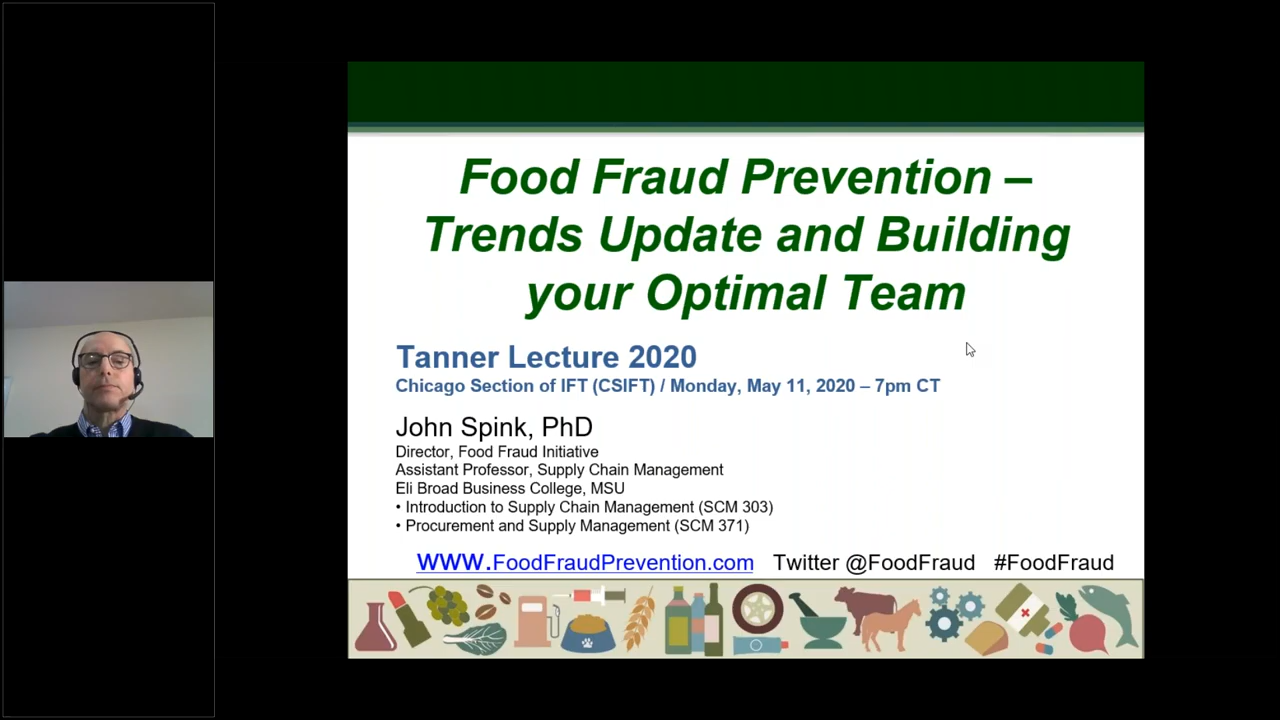 Food Fraud Prevention –
Trends Update and Building
your Optimal Team
Tanner Lecture 2020
Chicago Section of IFT (CSIFT) / Monday, May 11, 2020 – 7pm CT
John Spink, PhD
Director, Food Fraud Initiative
Assistant Professor, Supply Chain Management
Eli Broad Business College, MSU
• Introduction to Supply Chain Management (SCM 303)
• Procurement and Supply Management (SCM 371)
WWW.FoodFraudPrevention.com Twitter @FoodFraud #FoodFraud